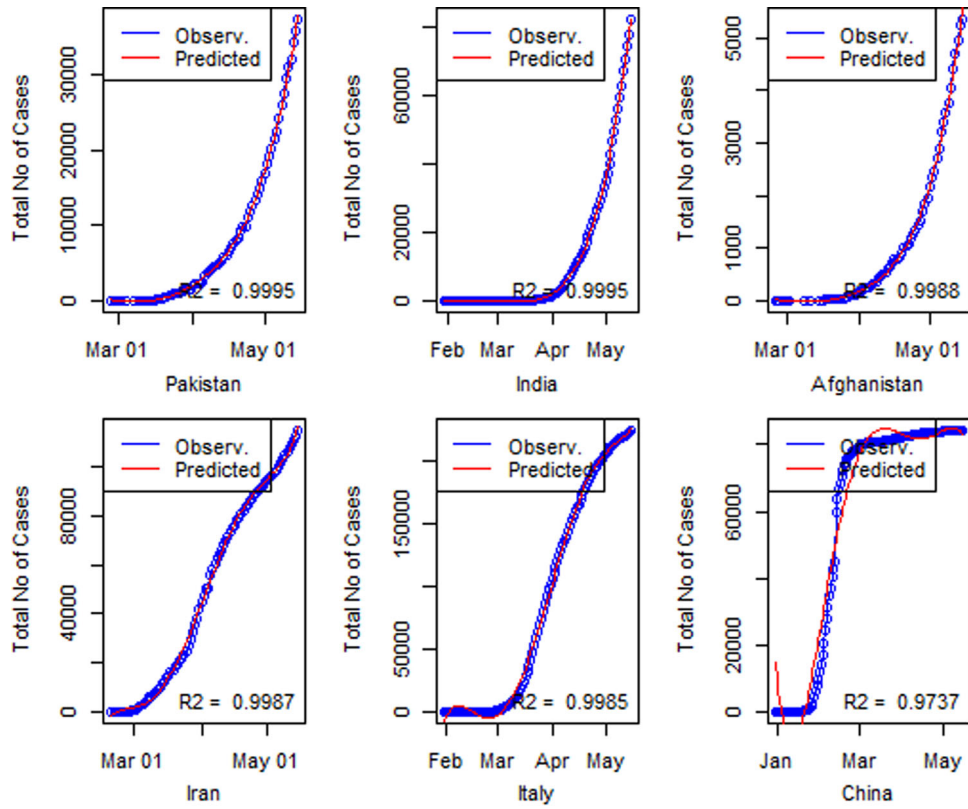 Total No of Cases
0 10000 20000 30000
Observ.
Predicted
R2 = 0.9995
Mar 01 May 01
Pakistan
Total No of Cases
0 20000 60000
Observ.
Predicted
R2 = 0.9995
Feb Mar Apr May
India
Total No of Cases
0 1000 3000 5000
Observ.
Predicted
R2 = 0.9988
Mar 01 May 01
Afghanistan
Total No of Cases
0 40000 80000
Observ.
Predicted
R2 = 0.9987
Mar 01 May 01
Iran
Total No of Cases
0 50000 150000
Observ.
Predicted
R2 = 0.9985
Feb Mar Apr May
Italy
Total No of Cases
0 20000 60000
Observ.
Predicted
R2 = 0.9737
Jan Mar May
China